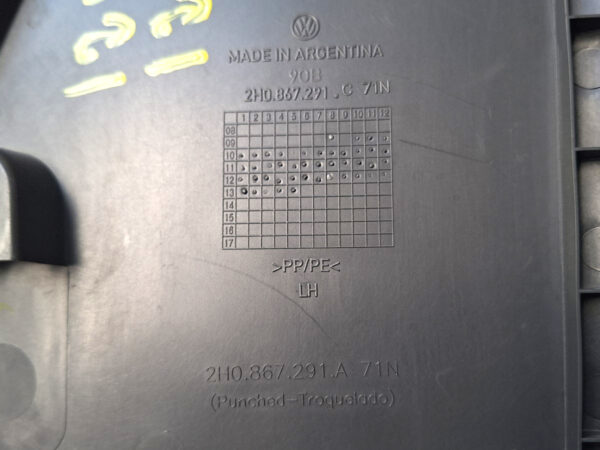 VW
MADE IN ARGENTINA
90B
2H0.867.291.C 71N
1 2 3 4 5 6 7 8 9 10 11 12
08
09
10
11
12
13
14
15
16
17
>PP/PE<
LH
2H0.867.291.A 71N
(Punched-Troquelado)